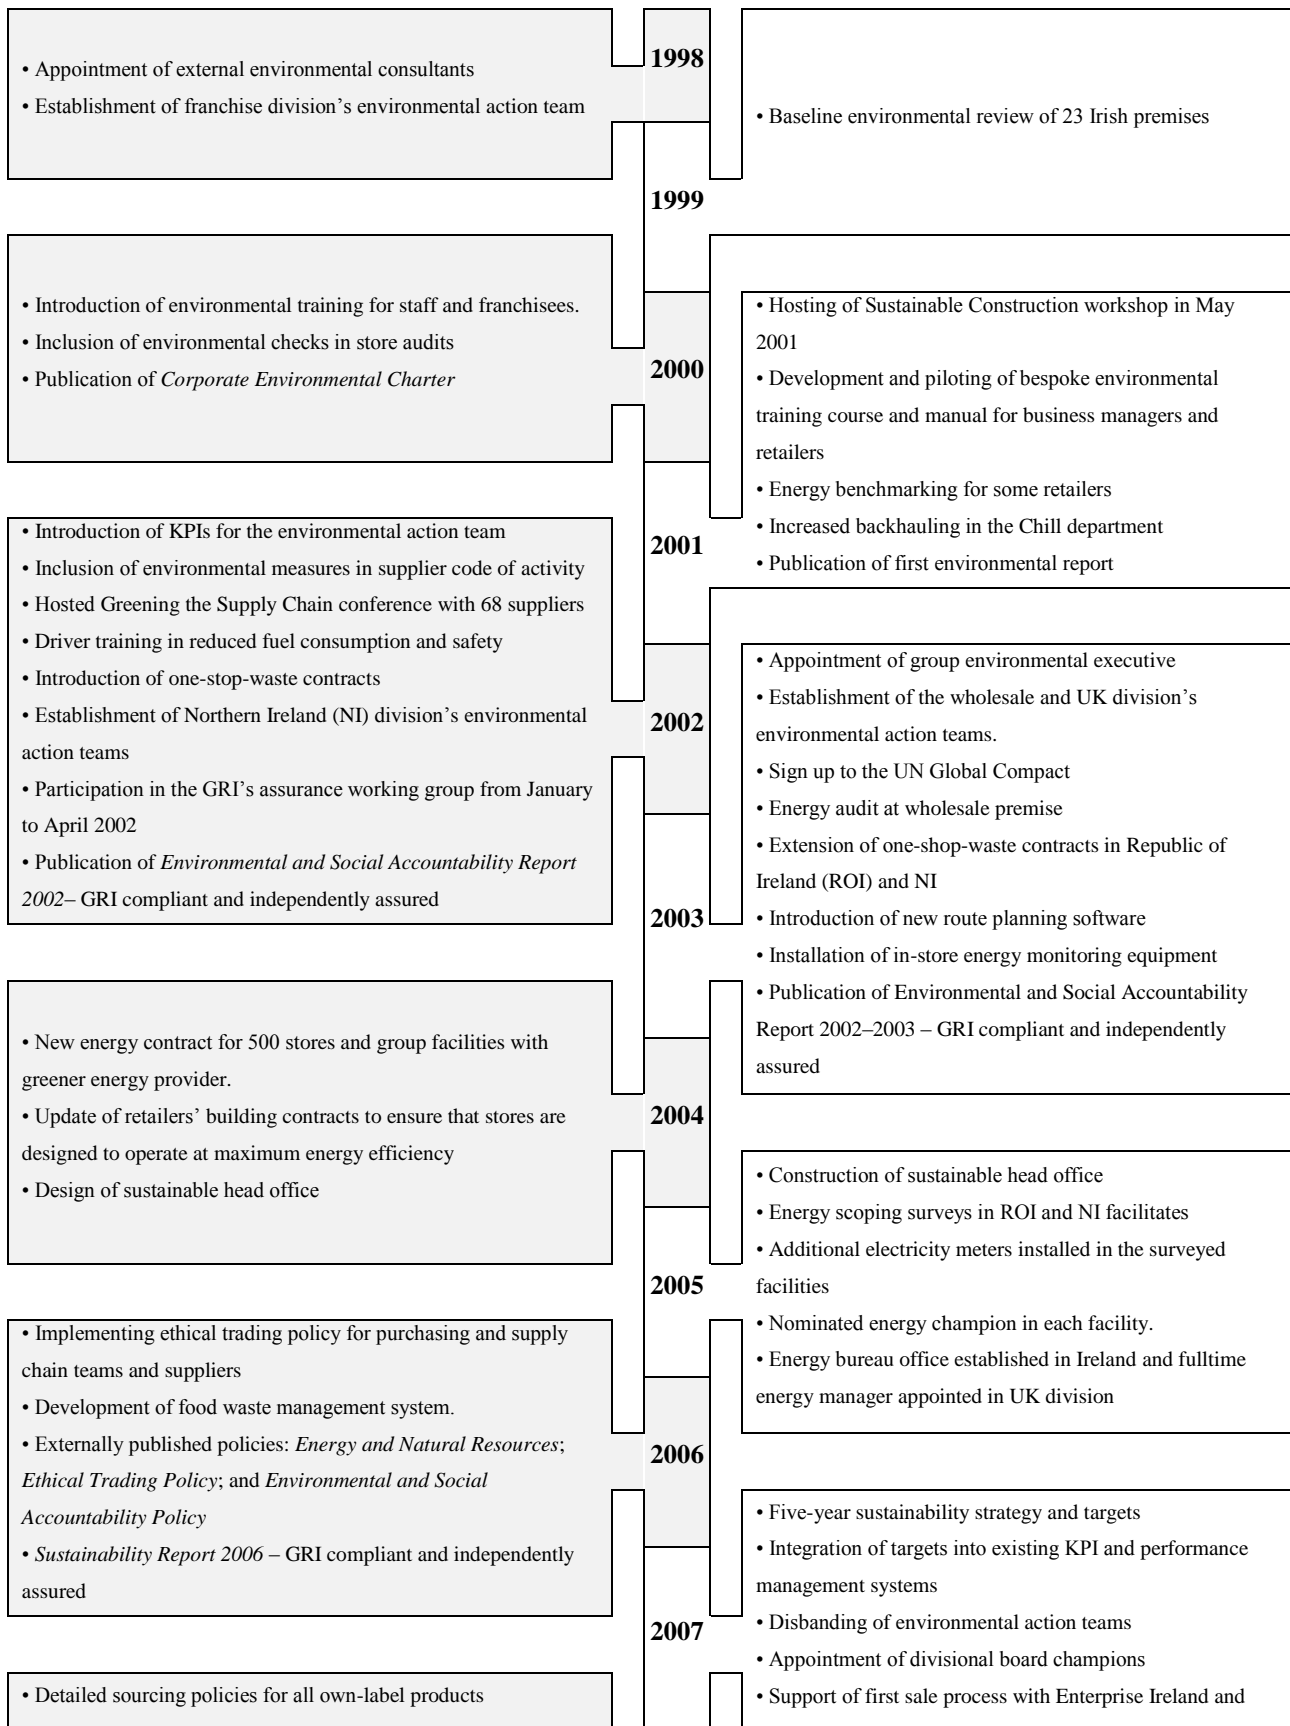 1998
• Appointment of external environmental consultants
• Establishment of franchise division’s environmental action team
• Baseline environmental review of 23 Irish premises
1999
• Introduction of environmental training for staff and franchisees.
• Inclusion of environmental checks in store audits
• Publication of Corporate Environmental Charter
2000
• Hosting of Sustainable Construction workshop in May
2001
• Development and piloting of bespoke environmental
training course and manual for business managers and
retailers
• Energy benchmarking for some retailers
• Increased backhauling in the Chill department
• Publication of first environmental report
2001
• Introduction of KPIs for the environmental action team
• Inclusion of environmental measures in supplier code of activity
• Hosted Greening the Supply Chain conference with 68 suppliers
• Driver training in reduced fuel consumption and safety
• Introduction of one-stop-waste contracts
• Establishment of Northern Ireland (NI) division’s environmental
action teams
• Participation in the GRI’s assurance working group from January
to April 2002
• Publication of Environmental and Social Accountability Report
2002– GRI compliant and independently assured
2002
• Appointment of group environmental executive
• Establishment of the wholesale and UK division’s
environmental action teams.
• Sign up to the UN Global Compact
• Energy audit at wholesale premise
• Extension of one-shop-waste contracts in Republic of
Ireland (ROI) and NI
• Introduction of new route planning software
• Installation of in-store energy monitoring equipment
• Publication of Environmental and Social Accountability
Report 2002–2003 – GRI compliant and independently
assured
2003
• New energy contract for 500 stores and group facilities with
greener energy provider.
• Update of retailers’ building contracts to ensure that stores are
designed to operate at maximum energy efficiency
• Design of sustainable head office
2004
• Construction of sustainable head office
• Energy scoping surveys in ROI and NI facilitates
• Additional electricity meters installed in the surveyed
facilities
• Nominated energy champion in each facility.
• Energy bureau office established in Ireland and fulltime
energy manager appointed in UK division
2005
• Implementing ethical trading policy for purchasing and supply
chain teams and suppliers
• Development of food waste management system.
• Externally published policies: Energy and Natural Resources;
Ethical Trading Policy; and Environmental and Social
Accountability Policy
• Sustainability Report 2006 – GRI compliant and independently
assured
2006
• Five-year sustainability strategy and targets
• Integration of targets into existing KPI and performance
management systems
• Disbanding of environmental action teams
• Appointment of divisional board champions
• Support of first sale process with Enterprise Ireland and
2007
• Detailed sourcing policies for all own-label products